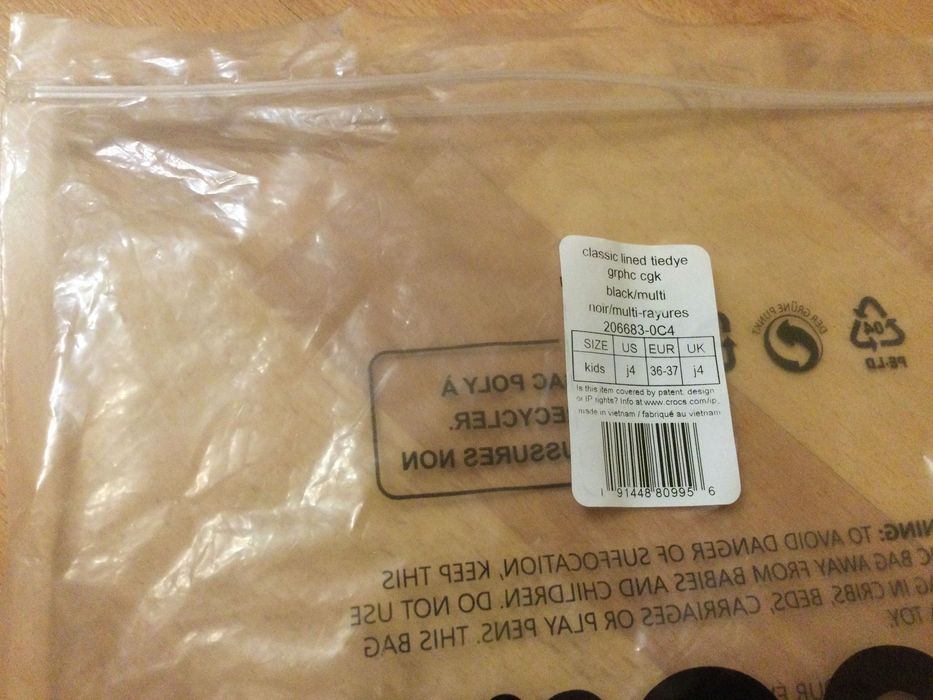 classic lined tiedye
grphc cgk
black/multi
noir/multi-rayures
206683-0C4
SIZE US EUR UK
kids j4 36-37 j4
Is this item covered by patent, design
or IP rights? Info at www.crocs.com/ip.
made in vietnam / fabriqué au vietnam
1 91448 80995 6
DER GRÜNE PUNKT
04
PE-LD
AC POLY À
ECYCLER.
USSURES NON
NING: TO AVOID DANGER OF SUFFOCATION, KEEP THIS
IC BAG AWAY FROM BABIES AND CHILDREN. DO NOT USE
AG IN CRIBS, BEDS, CARRIAGES OR PLAY PENS. THIS BAG
TOY.